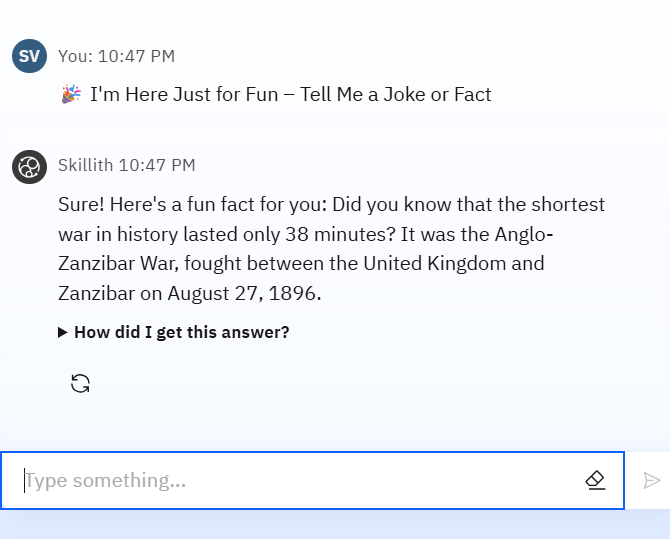 SV
You: 10:47 PM
🎉 I'm Here Just for Fun – Tell Me a Joke or Fact
Skillith 10:47 PM
Sure! Here's a fun fact for you: Did you know that the shortest
war in history lasted only 38 minutes? It was the Anglo-
Zanzibar War, fought between the United Kingdom and
Zanzibar on August 27, 1896.
How did I get this answer?
Type something...